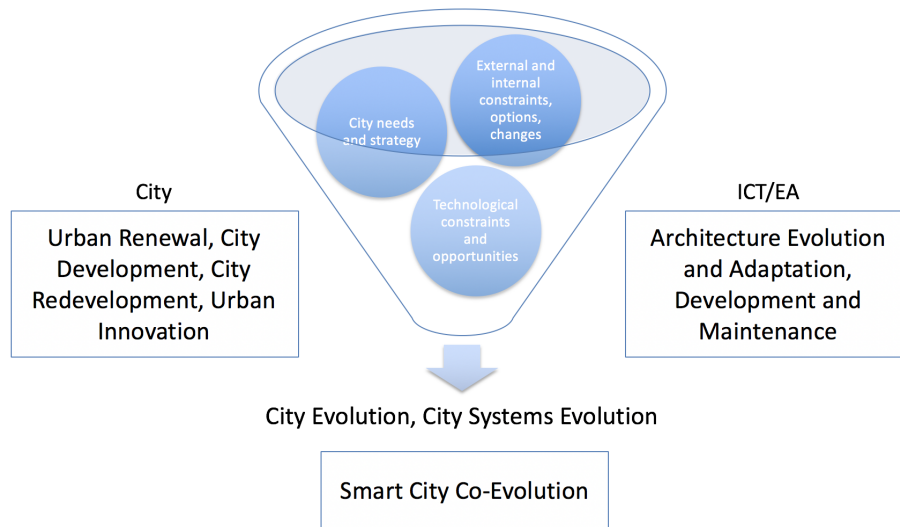 External and
internal
constraints,
options,
changes
City needs
and strategy
Technological
constraints
and
opportunities
City
Urban Renewal, City
Development, City
Redevelopment, Urban
Innovation
ICT/EA
Architecture Evolution
and Adaptation,
Development and
Maintenance
City Evolution, City Systems Evolution
Smart City Co-Evolution